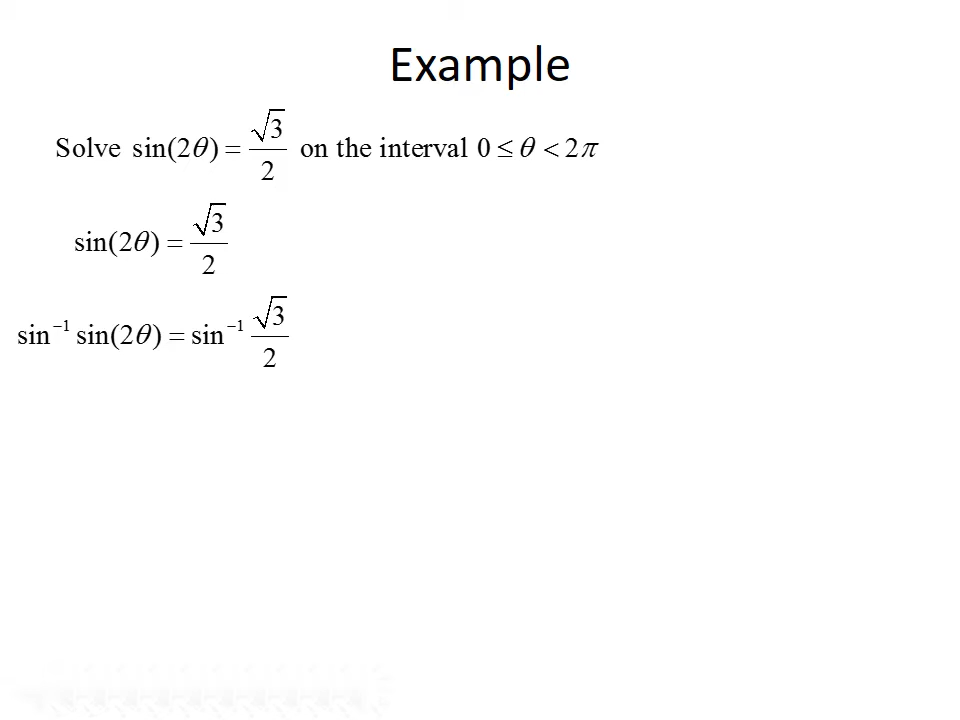 Example
Solve sin(2θ) = √3/2 on the interval 0 ≤ θ < 2π
sin(2θ) = √3/2
sin⁻¹ sin(2θ) = sin⁻¹ √3/2